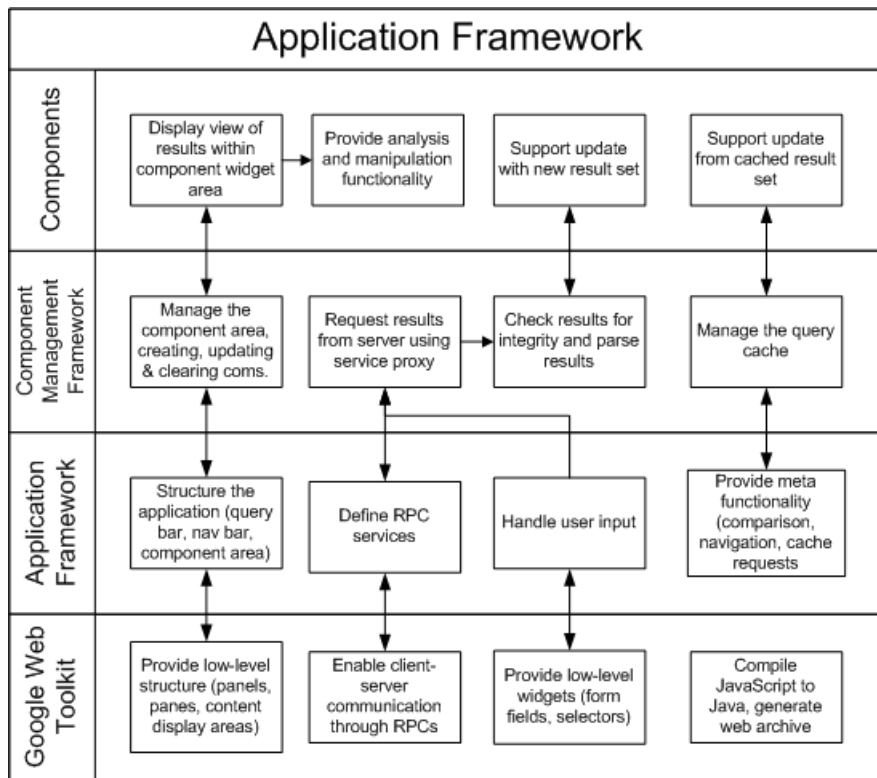 Application Framework
Components
Display view of
results within
component widget
area
Provide analysis
and manipulation
functionality
Support update
with new result set
Support update
from cached result
set
Component
Management
Framework
Manage the
component area,
creating, updating
& clearing coms.
Request results
from server using
service proxy
Check results for
integrity and parse
results
Manage the query
cache
Application
Framework
Structure the
application (query
bar, nav bar,
component area)
Define RPC
services
Handle user input
Provide meta
functionality
(comparison,
navigation, cache
requests
Google Web
Toolkit
Provide low-level
structure (panels,
panes, content
display areas)
Enable client-
server
communication
through RPCs
Provide low-level
widgets (form
fields, selectors)
Compile
JavaScript to
Java, generate
web archive